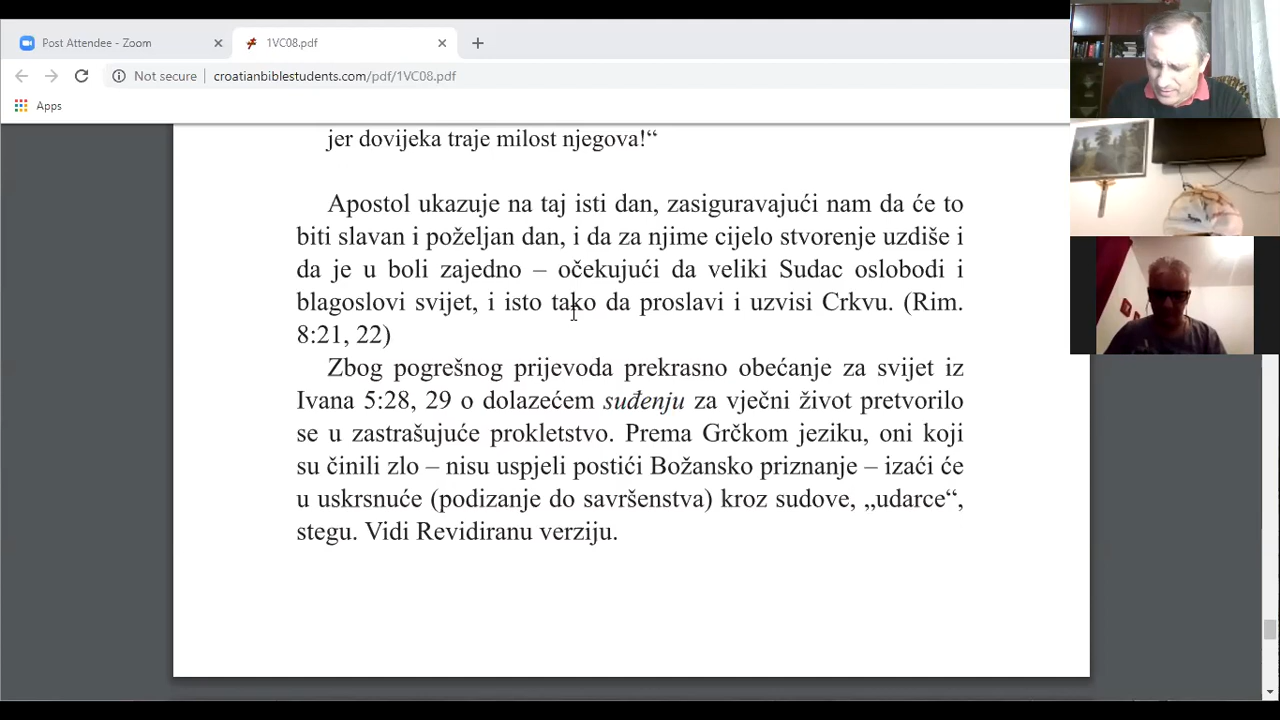 Post Attendee - Zoom
1VC08.pdf
Not secure
croatianbiblestudents.com/pdf/1VC08.pdf
Apps
jer dovijeka traje milost njegova!“
Apostol ukazuje na taj isti dan, zasiguravajući nam da će to
biti slavan i poželjan dan, i da za njime cijelo stvorenje uzdiše i
da je u boli zajedno – očekujući da veliki Sudac oslobodi i
blagoslovi svijet, i isto tako da proslavi i uzvisi Crkvu. (Rim.
8:21, 22)
Zbog pogrešnog prijevoda prekrasno obećanje za svijet iz
Ivana 5:28, 29 o dolazećem suđenju za vječni život pretvorilo
se u zastrašujuće prokletstvo. Prema Grčkom jeziku, oni koji
su činili zlo – nisu uspjeli postići Božansko priznanje – izaći će
u uskrsnuće (podizanje do savršenstva) kroz sudove, „udarce“,
stegu. Vidi Revidiranu verziju.